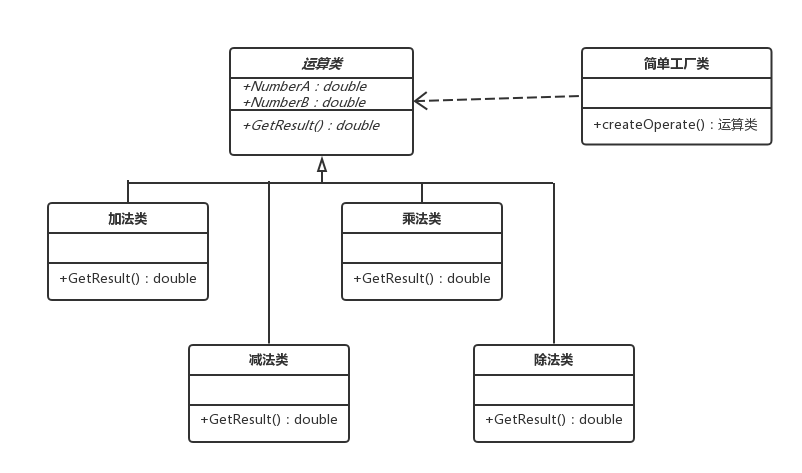 运算类
+NumberA : double
+NumberB : double
+GetResult() : double
简单工厂类
+createOperate() : 运算类
加法类
+GetResult() : double
乘法类
+GetResult() : double
减法类
+GetResult() : double
除法类
+GetResult() : double